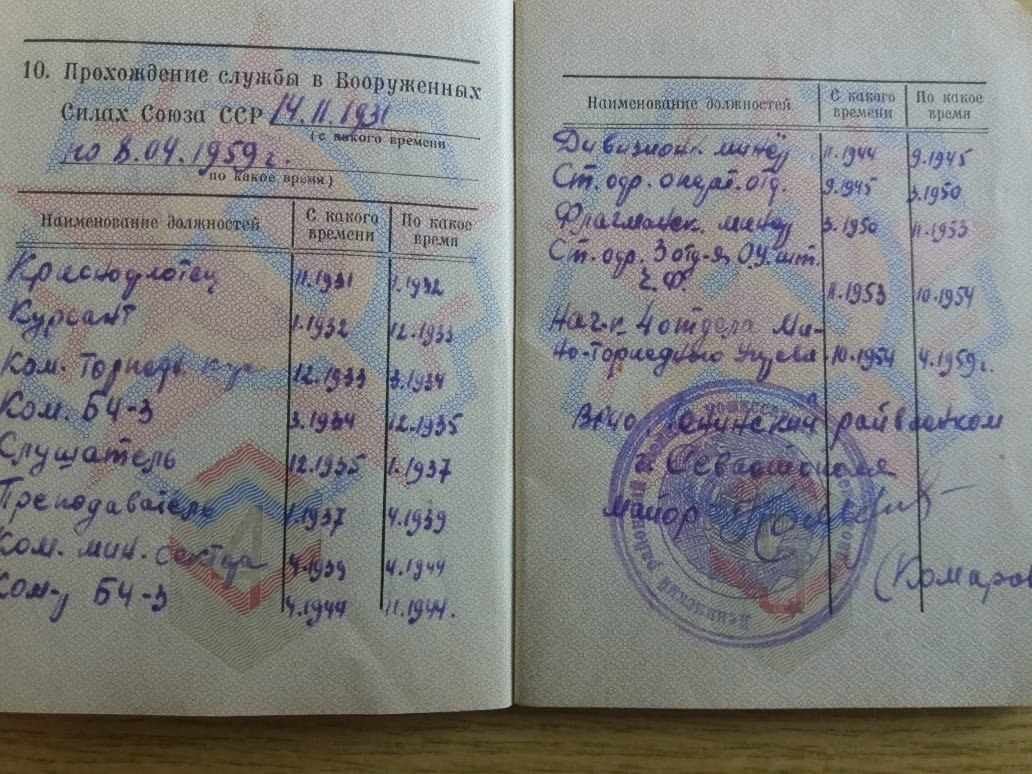 10. Прохождение службы в Вооруженных
Силах Союза ССР 14.11.1931
(с какого времени
по 8.04.1959 г.
по какое время)
Наименование должностей С какого времени По какое время
Краснофлотец 11.1931 1.1932
Курсант 1.1932 12.1933
Ком. торпедн. 12.1933 3.1934
Ком. БЧ-3 3.1934 12.1935
Слушатель 12.1935 1.1937
Преподаватель 1.1937 4.1939
Ком. мин. сектора 4.1939 4.1944
Ком-р БЧ-3 4.1944 11.1944.
Наименование должностей С какого времени По какое время
Дивизион. минёр 11.1944 9.1945
Ст. офр. операт. отд. 9.1945 3.1950
Флагманск. минёр 3.1950 11.1953
Ст. офр. 3 отд-я О.У. шт.
Ч.Ф. 11.1953 10.1954
Нач-к 4 отдела Ми-
но-торпедного Управл. 10.1954 4.1959 г.
Врио Ленинский райвоенком
г. Севастополя
майор
(Комаров